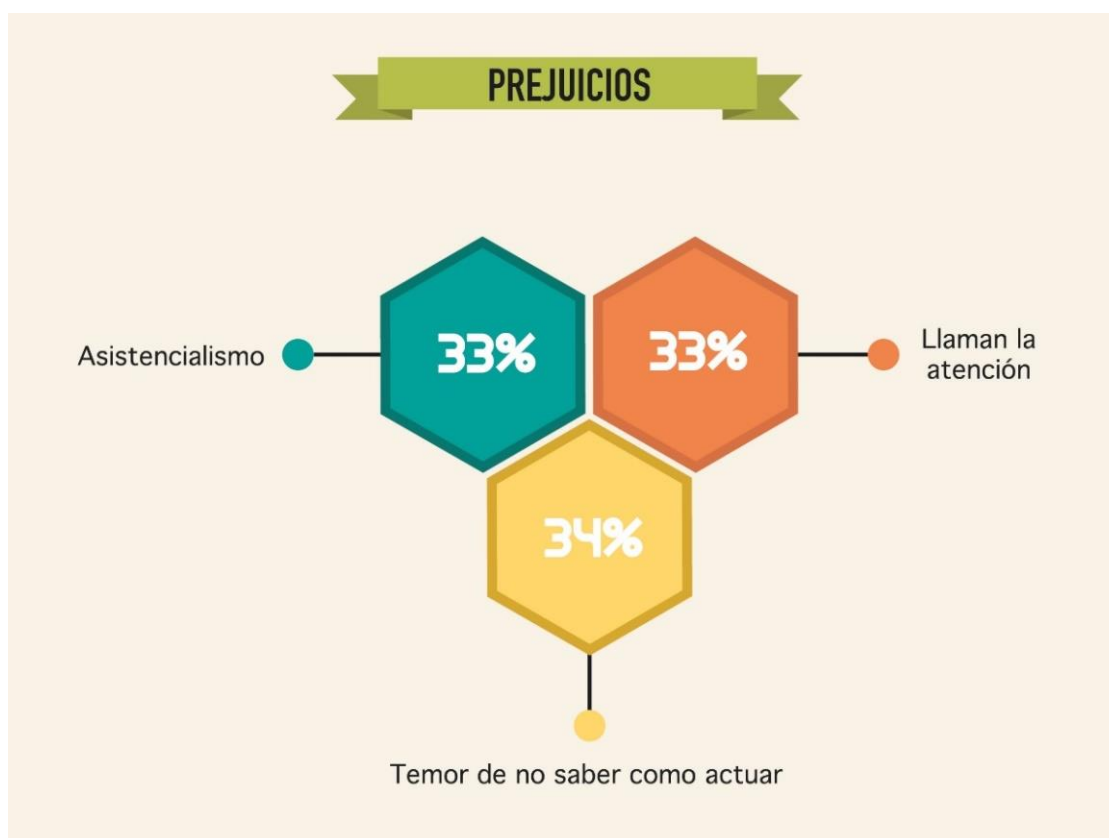 PREJUICIOS
33%
33%
Asistencialismo
Llaman la
atención
34%
Temor de no saber como actuar